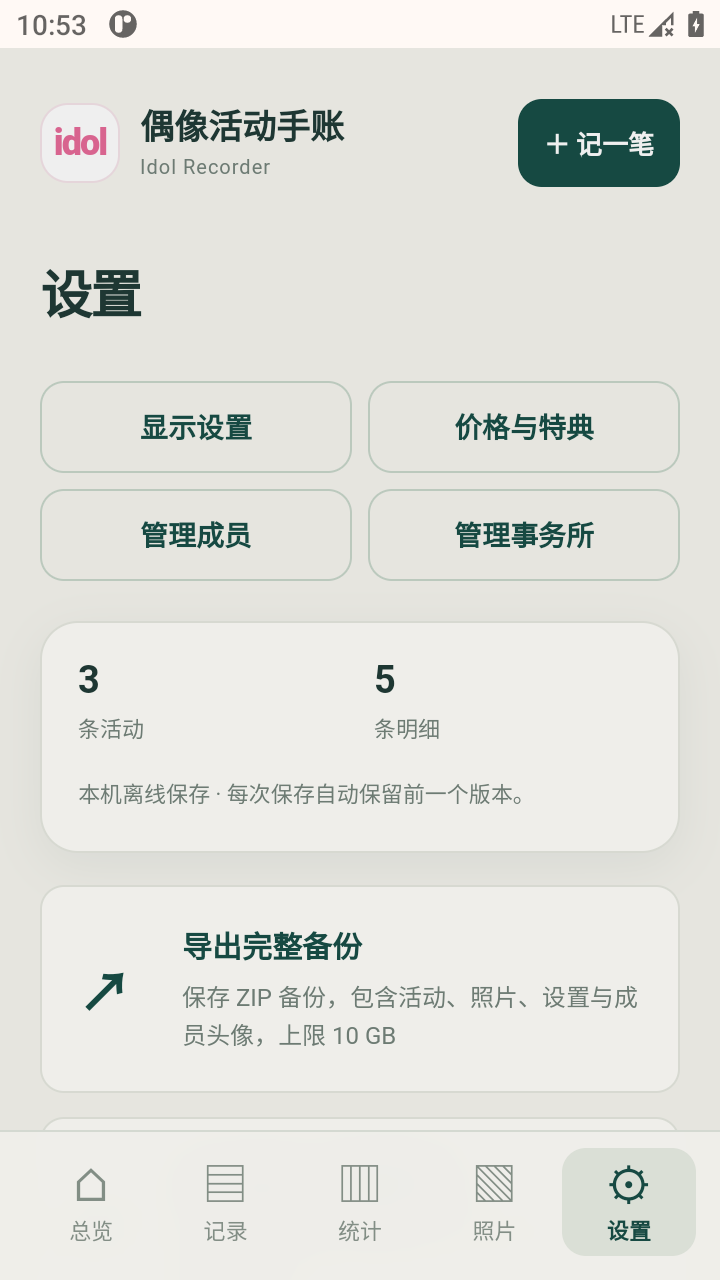 10:53
LTE
idol
偶像活动手账
Idol Recorder
＋ 记一笔
设置
显示设置
价格与特典
管理成员
管理事务所
3
5
条活动
条明细
本机离线保存 · 每次保存自动保留前一个版本。
导出完整备份
保存 ZIP 备份，包含活动、照片、设置与成
员头像，上限 10 GB
总览
记录
统计
照片
设置